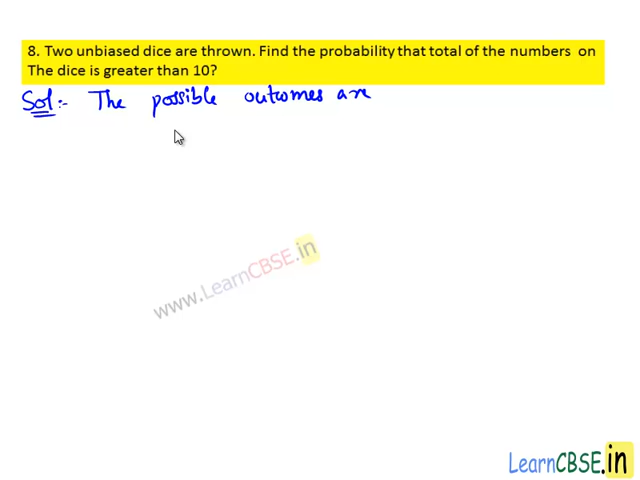 8. Two unbiased dice are thrown. Find the probability that total of the numbers on
The dice is greater than 10?
Sol:- The possible outcomes are
www.LearnCBSE.in
LearnCBSE.in